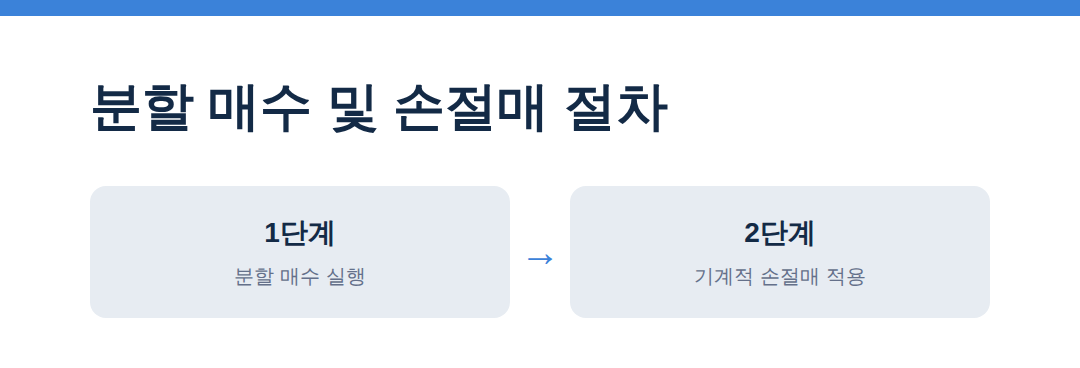 분할 매수 및 손절매 절차
1단계
분할 매수 실행
→
2단계
기계적 손절매 적용